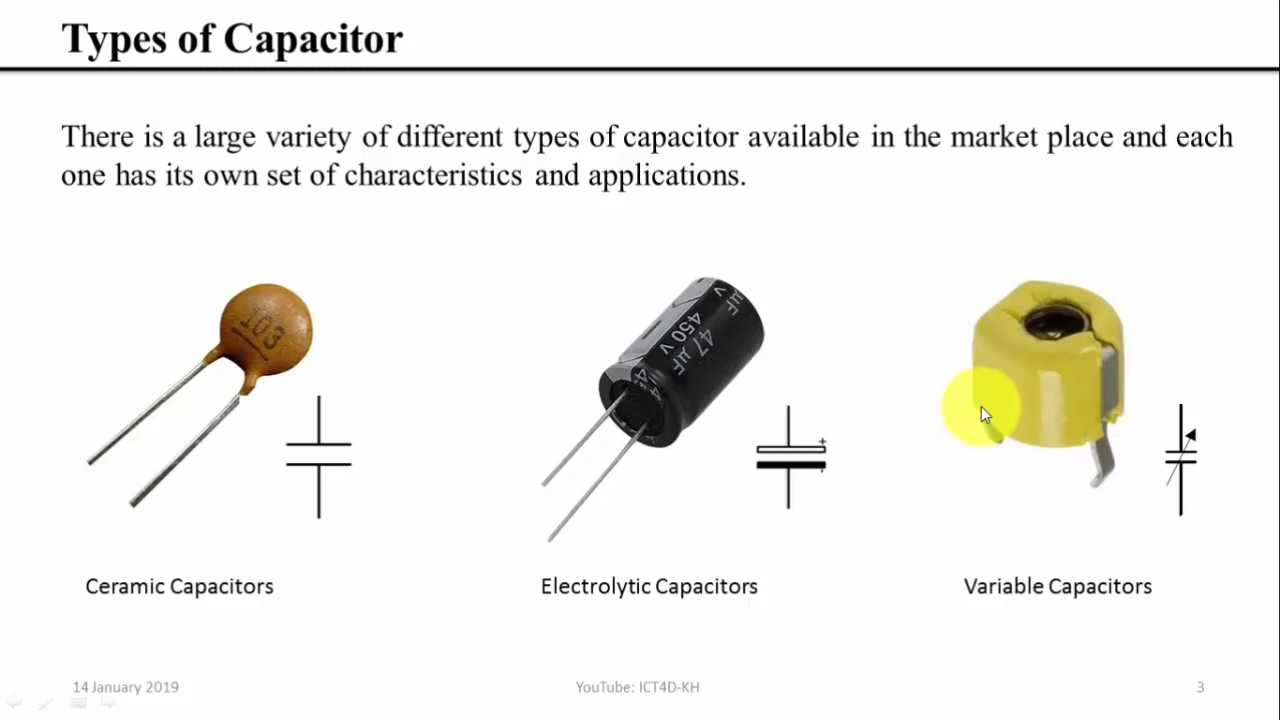 Types of Capacitor
There is a large variety of different types of capacitor available in the market place and each
one has its own set of characteristics and applications.
103
47 µF
450 V
µF
V
+
Ceramic Capacitors
Electrolytic Capacitors
Variable Capacitors
14 January 2019
YouTube: ICT4D-KH
3